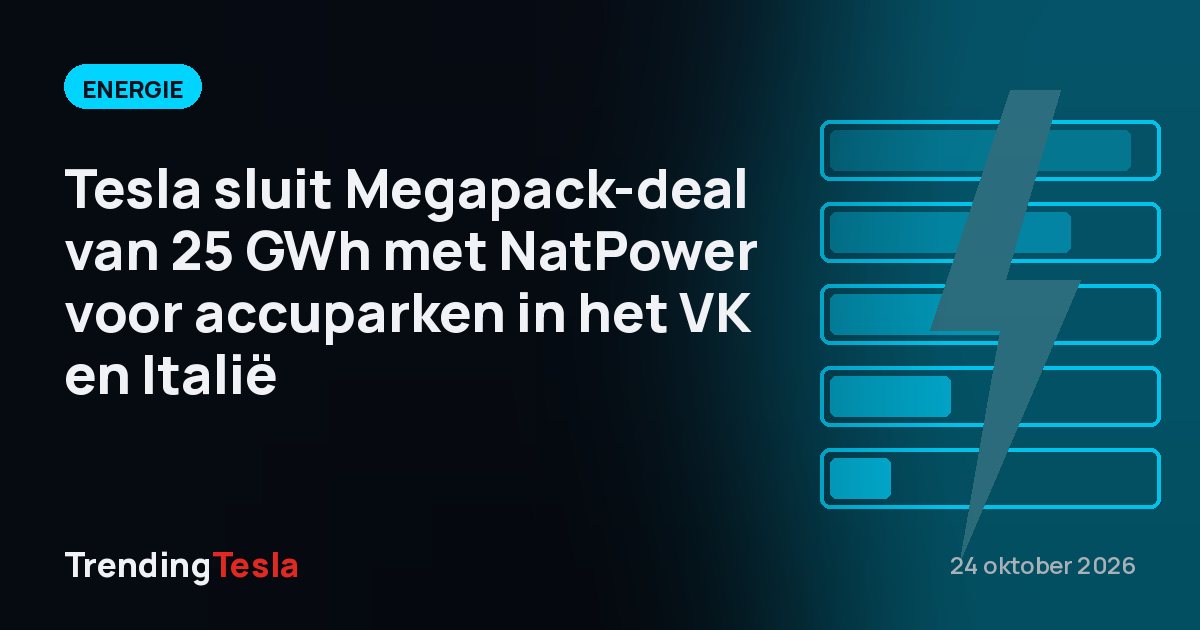 ENERGIE
Tesla sluit Megapack-deal
van 25 GWh met NatPower
voor accuparken in het VK
en Italië
TrendingTesla
24 oktober 2026